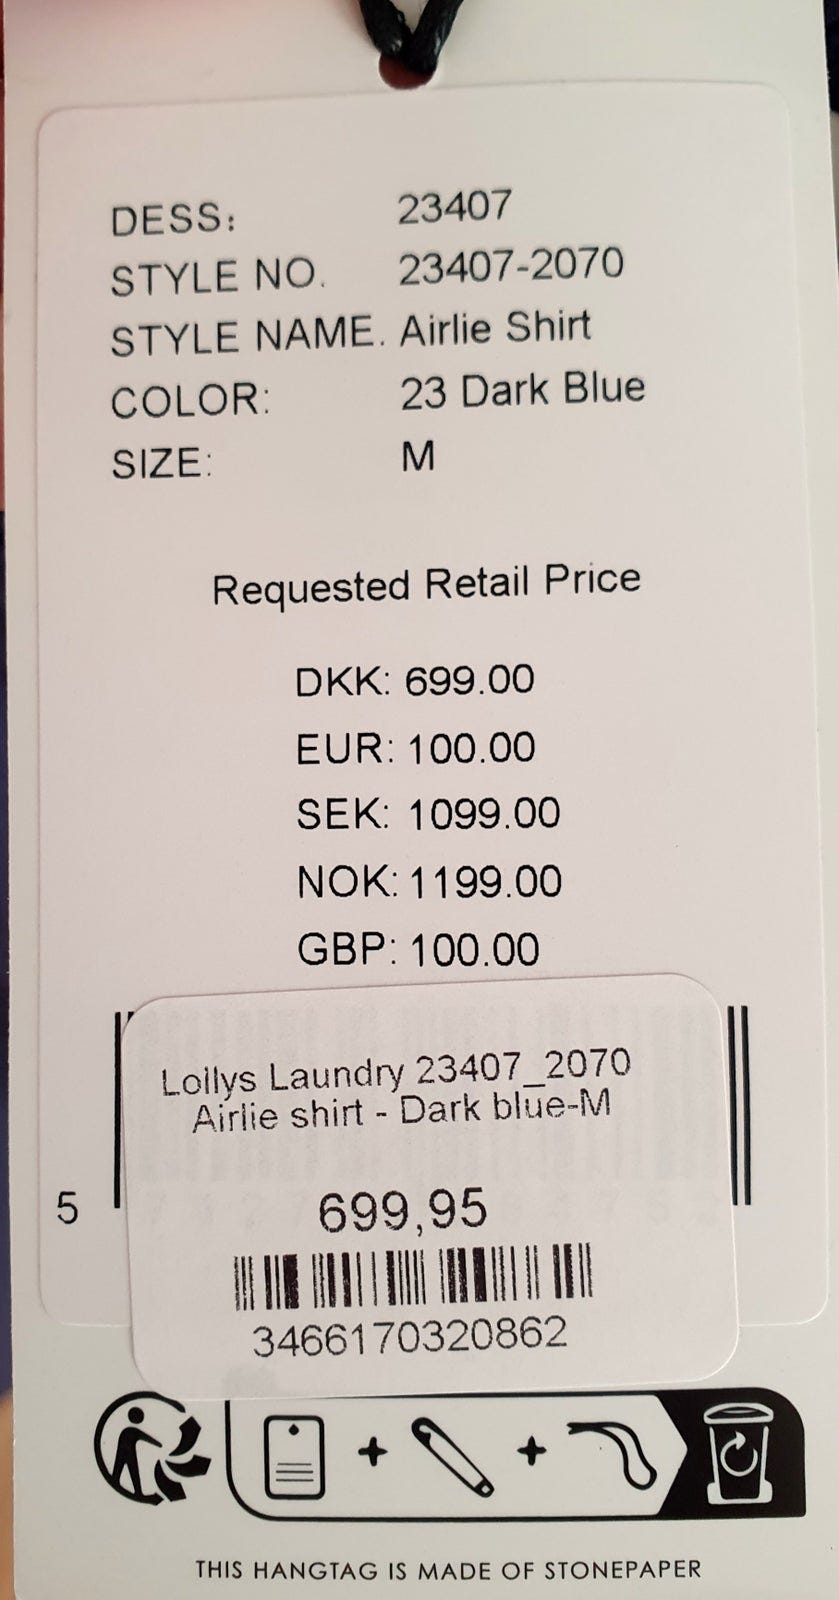 DESS: 23407
STYLE NO. 23407-2070
STYLE NAME. Airlie Shirt
COLOR: 23 Dark Blue
SIZE: M
Requested Retail Price
DKK: 699.00
EUR: 100.00
SEK: 1099.00
NOK: 1199.00
GBP: 100.00
Lollys Laundry 23407_2070
Airlie shirt - Dark blue-M
5
699,95
3466170320862
THIS HANGTAG IS MADE OF STONEPAPER